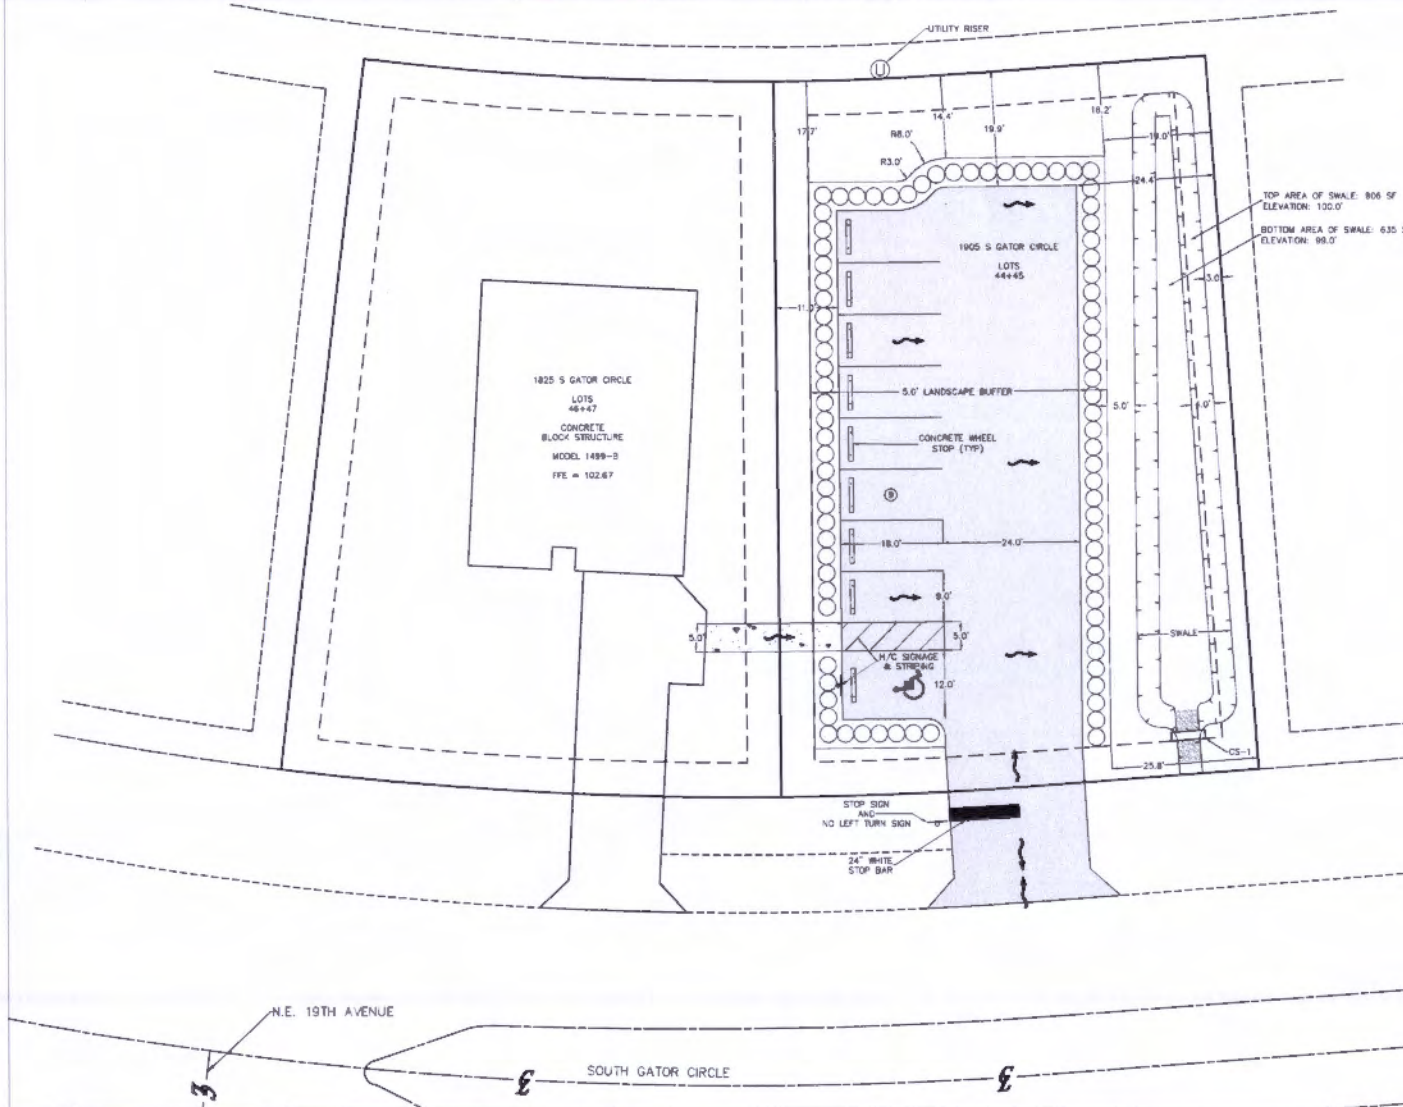 UTILITY RISER
17.7'
R8.0'
R3.0'
14.4'
19.9'
18.2'
19.0'
24.4'
TOP AREA OF SWALE: 806 SF
ELEVATION: 100.0'
BOTTOM AREA OF SWALE: 635
ELEVATION: 99.0'
3.0'
1905 S GATOR CIRCLE
LOTS
44+45
1825 S GATOR CIRCLE
LOTS
46+47
CONCRETE
BLOCK STRUCTURE
MODEL 1499-B
FFE = 102.67
5.0' LANDSCAPE BUFFER
5.0'
CONCRETE WHEEL
STOP (TYP)
9
18.0'
24.0'
9.0'
5.0'
5.0'
H/C SIGNAGE
& STRIPING
12.0'
SWALE
CS-1
25.8'
STOP SIGN
AND
NO LEFT TURN SIGN
24" WHITE
STOP BAR
N.E. 19TH AVENUE
SOUTH GATOR CIRCLE